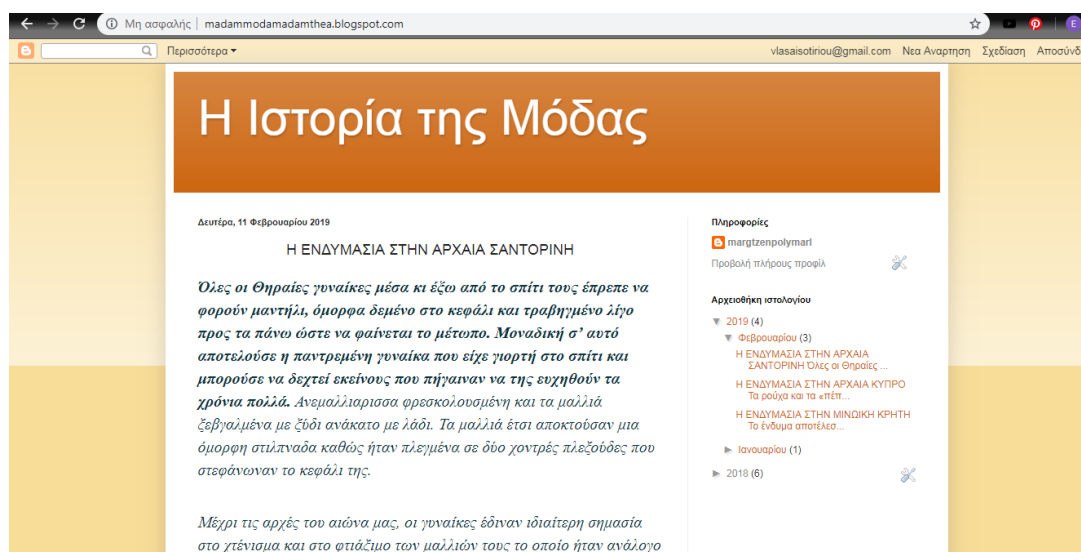 Μη ασφαλής | madammodamadamthea.blogspot.com
E
Περισσότερα
vlasaisotiriou@gmail.com Νεα Αναρτηση Σχεδίαση Αποσύνδ
Η Ιστορία της Μόδας
Δευτέρα, 11 Φεβρουαρίου 2019
Η ΕΝΔΥΜΑΣΙΑ ΣΤΗΝ ΑΡΧΑΙΑ ΣΑΝΤΟΡΙΝΗ
Όλες οι Θηραίες γυναίκες μέσα κι έξω από το σπίτι τους έπρεπε να
φορούν μαντήλι, όμορφα δεμένο στο κεφάλι και τραβηγμένο λίγο
προς τα πάνω ώστε να φαίνεται το μέτωπο. Μοναδική σ’ αυτό
αποτελούσε η παντρεμένη γυναίκα που είχε γιορτή στο σπίτι και
μπορούσε να δεχτεί εκείνους που πήγαιναν να της ευχηθούν τα
χρόνια πολλά. Ανεμαλλιαρισσα φρεσκολουσμένη και τα μαλλιά
ξεβγαλμένα με ξύδι ανάκατο με λάδι. Τα μαλλιά έτσι αποκτούσαν μια
όμορφη στιλπναδα καθώς ήταν πλεγμένα σε δύο χοντρές πλεξούδες που
στεφάνωναν το κεφάλι της.
Μέχρι τις αρχές του αιώνα μας, οι γυναίκες έδιναν ιδιαίτερη σημασία
στο χτένισμα και στο φτιάξιμο των μαλλιών τους το οποίο ήταν ανάλογο
Πληροφορίες
margtzenpolymarl
Προβολή πλήρους προφίλ
Αρχειοθήκη ιστολογίου
▼ 2019 (4)
▼ Φεβρουαρίου (3)
Η ΕΝΔΥΜΑΣΙΑ ΣΤΗΝ ΑΡΧΑΙΑ
ΣΑΝΤΟΡΙΝΗ Όλες οι Θηραίες ...
Η ΕΝΔΥΜΑΣΙΑ ΣΤΗΝ ΑΡΧΑΙΑ ΚΥΠΡΟ
Τα ρούχα και τα «πέπ...
Η ΕΝΔΥΜΑΣΙΑ ΣΤΗΝ ΜΙΝΩΙΚΗ ΚΡΗΤΗ
Το ένδυμα αποτέλεσ...
► Ιανουαρίου (1)
► 2018 (6)